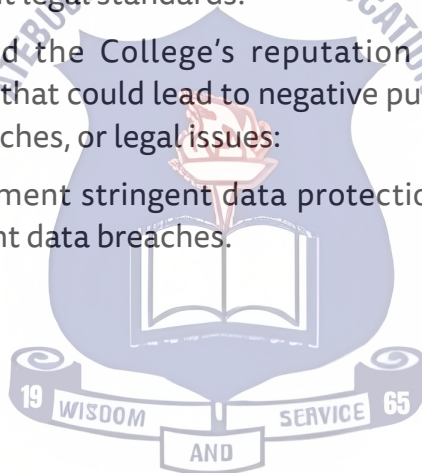 t legal standards.
d the College's reputation
that could lead to negative pu
ches, or legal issues:
ment stringent data protectio
nt data breaches.
19 WISDOM AND SERVICE 65